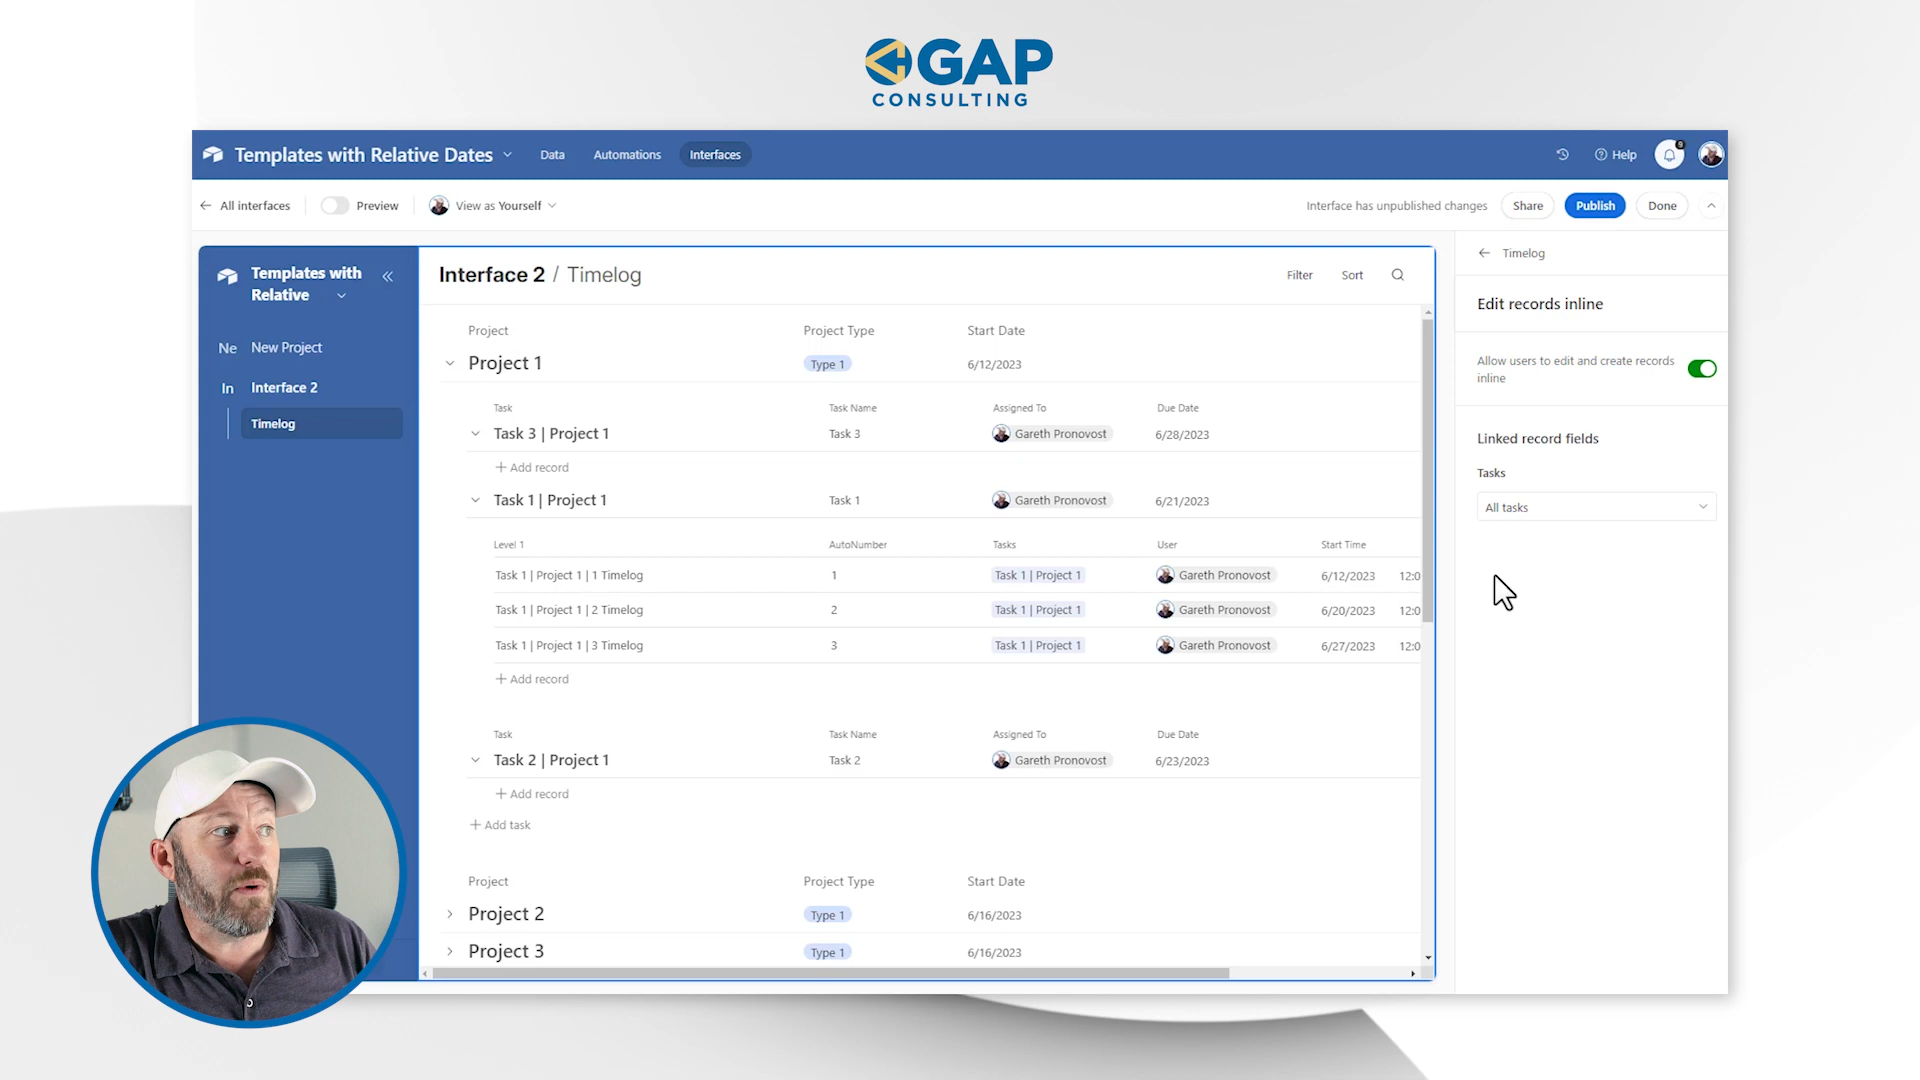 GAP
CONSULTING
Templates with Relative Dates
Data
Automations
Interfaces
Help
9
All interfaces
Preview
View as Yourself
Interface has unpublished changes
Share
Publish
Done
Templates with
Relative
Ne New Project
In Interface 2
Timelog
Interface 2 / Timelog
Filter
Sort
Project Project Type Start Date
Project 1 Type 1 6/12/2023
Task Task Name Assigned To Due Date
Task 3 | Project 1 Task 3 Gareth Pronovost 6/28/2023
+ Add record
Task 1 | Project 1 Task 1 Gareth Pronovost 6/21/2023
Level 1 AutoNumber Tasks User Start Time
Task 1 | Project 1 | 1 Timelog 1 Task 1 | Project 1 Gareth Pronovost 6/12/2023 12:0
Task 1 | Project 1 | 2 Timelog 2 Task 1 | Project 1 Gareth Pronovost 6/20/2023 12:0
Task 1 | Project 1 | 3 Timelog 3 Task 1 | Project 1 Gareth Pronovost 6/27/2023 12:0
+ Add record
Task Task Name Assigned To Due Date
Task 2 | Project 1 Task 2 Gareth Pronovost 6/23/2023
+ Add record
+ Add task
Project Project Type Start Date
Project 2 Type 1 6/16/2023
Project 3 Type 1 6/16/2023
Timelog
Edit records inline
Allow users to edit and create records
inline
Linked record fields
Tasks
All tasks